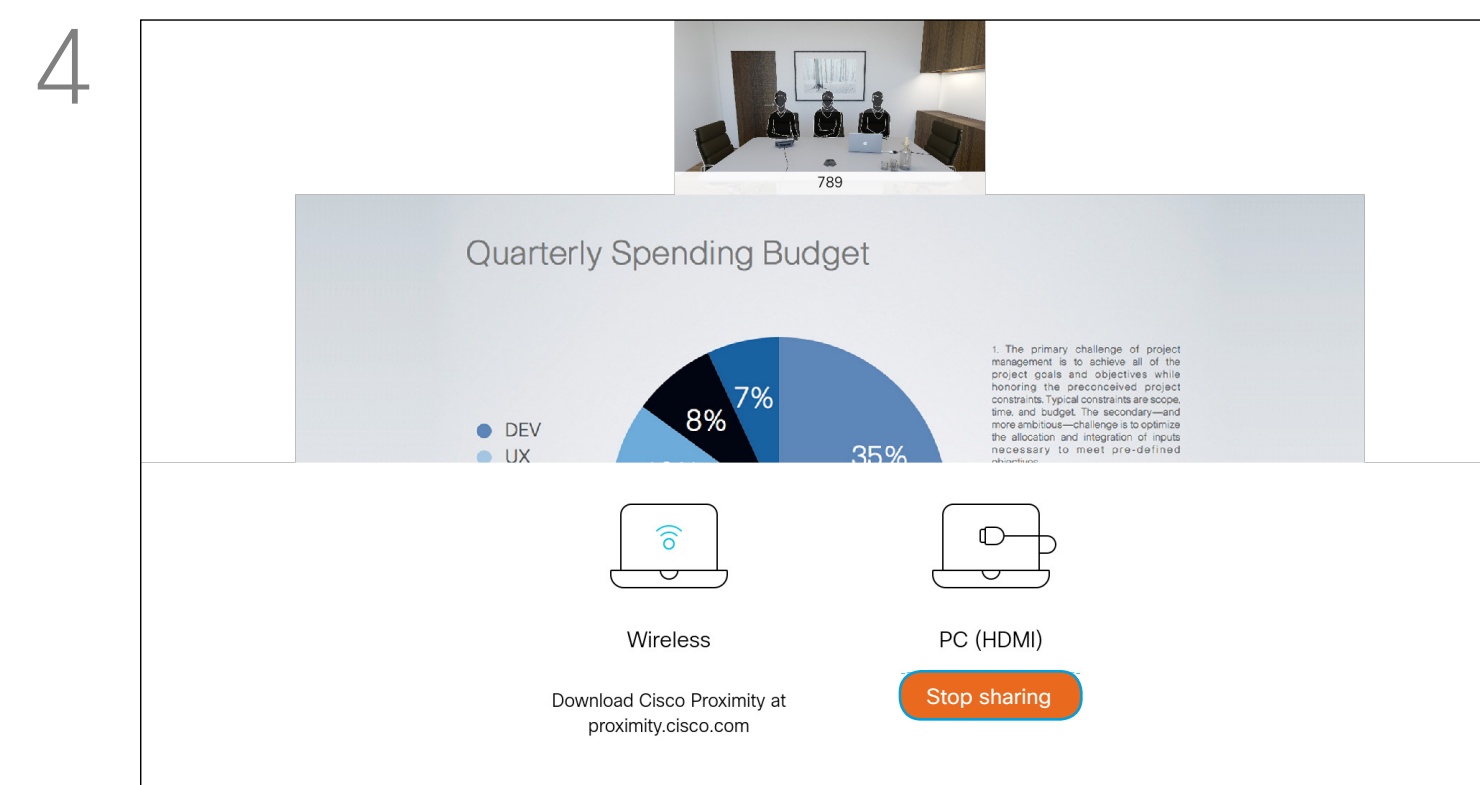 4
789
Quarterly Spending Budget
1. The primary challenge of project
management is to achieve all of the
project goals and objectives while
honoring the preconceived project
constraints. Typical constraints are scope,
time, and budget. The secondary—and
more ambitious—challenge is to optimize
the allocation and integration of inputs
necessary to meet pre-defined
7%
8%
35%
DEV
UX
Wireless
PC (HDMI)
Download Cisco Proximity at
proximity.cisco.com
Stop sharing